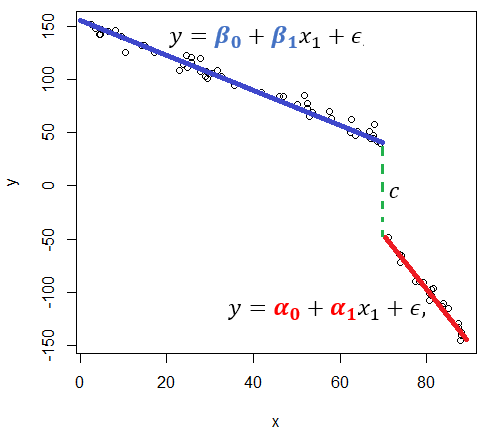 y = β₀ + β₁x₁ + ϵ.
150
100
50
0
-50
-100
-150
y
c
y = α₀ + α₁x₁ + ϵ,
0 20 40 60 80
x